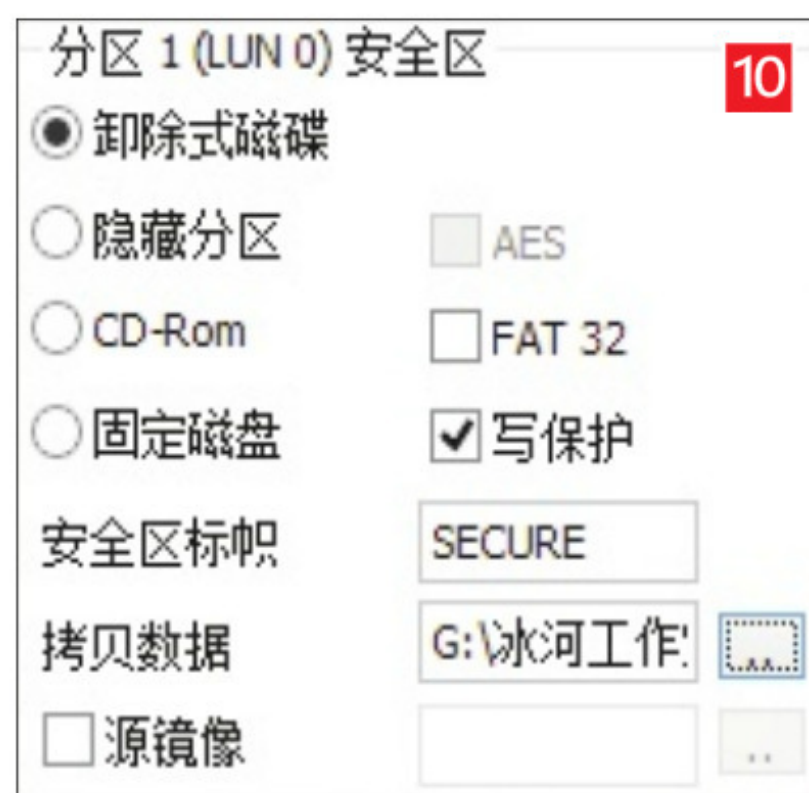 分区 1 (LUN 0) 安全区
10
卸除式磁碟
隐藏分区 AES
CD-Rom FAT 32
固定磁盘 写保护
安全区标帜 SECURE
拷贝数据 G:\冰河工作 ..
源镜像 ..